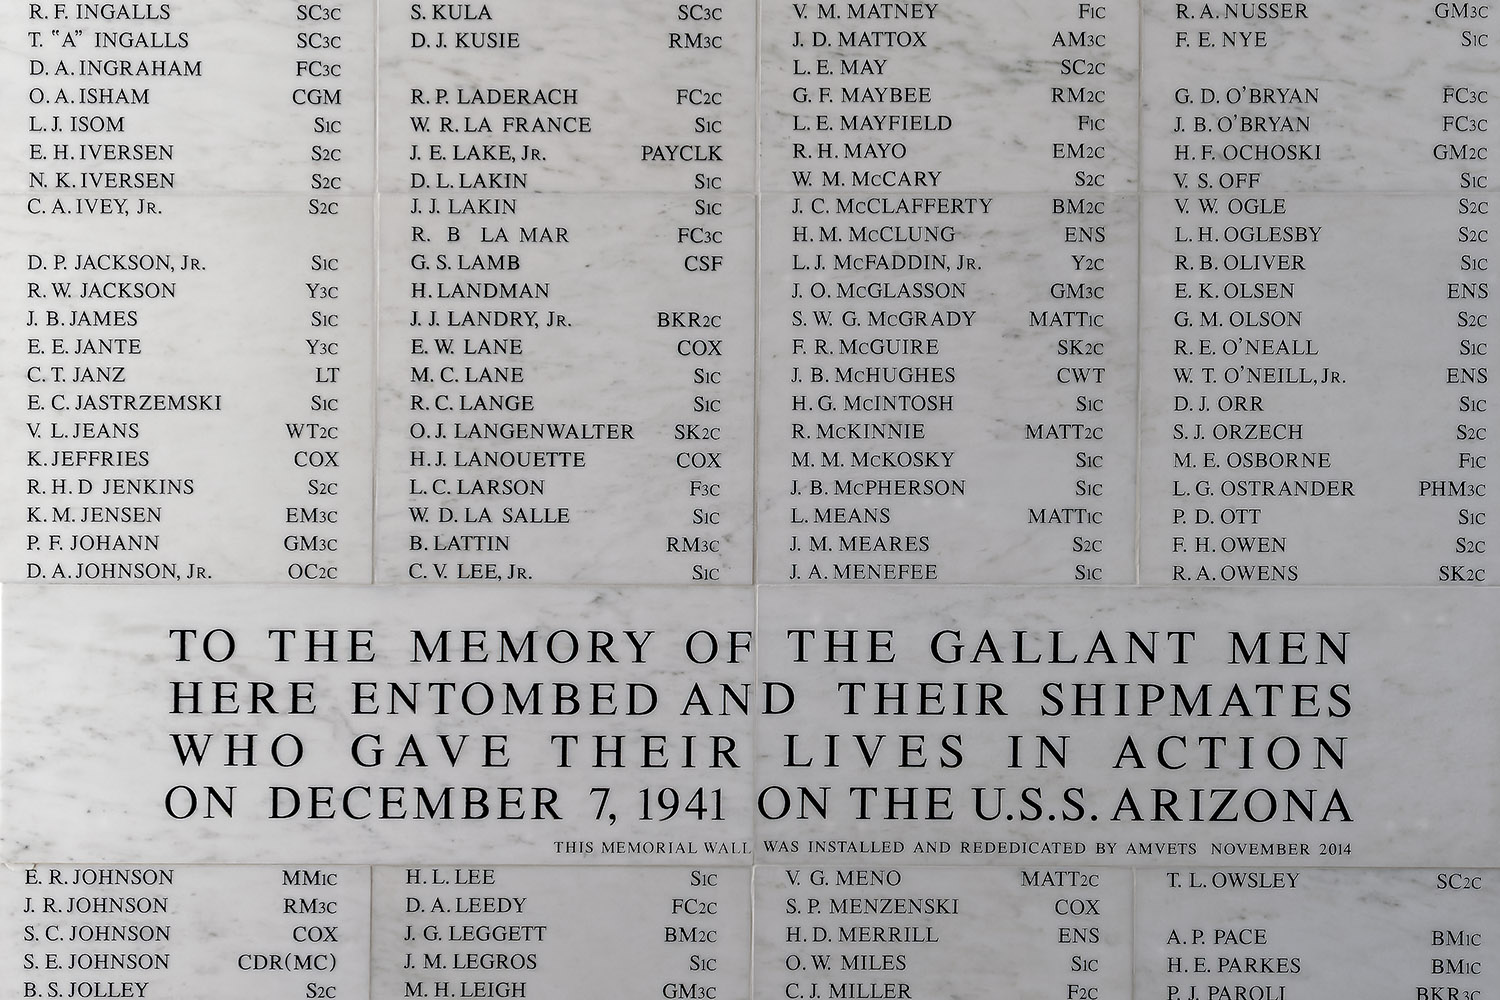 R. F. INGALLS SC3C
T. "A" INGALLS SC3C
D. A. INGRAHAM FC3C
O. A. ISHAM CGM
L. J. ISOM S1C
E. H. IVERSEN S2C
N. K. IVERSEN S2C
C. A. IVEY, JR. S2C
D. P. JACKSON, JR. S1C
R. W. JACKSON Y3C
J. B. JAMES S1C
E. E. JANTE Y3C
C. T. JANZ LT
E. C. JASTRZEMSKI S1C
V. L. JEANS WT2C
K. JEFFRIES COX
R. H. D JENKINS S2C
K. M. JENSEN EM3C
P. F. JOHANN GM3C
D. A. JOHNSON, JR. OC2C
S. KULA SC3C
D. J. KUSIE RM3C
R. P. LADERACH FC2C
W. R. LA FRANCE S1C
J. E. LAKE, JR. PAYCLK
D. L. LAKIN S1C
J. J. LAKIN S1C
R. B LA MAR FC3C
G. S. LAMB CSF
H. LANDMAN
J. J. LANDRY, JR. BKR2C
E. W. LANE COX
M. C. LANE S1C
R. C. LANGE S1C
O. J. LANGENWALTER SK2C
H. J. LANOUETTE COX
L. C. LARSON F3C
W. D. LA SALLE S1C
B. LATTIN RM3C
C. V. LEE, JR. S1C
V. M. MATNEY F1C
J. D. MATTOX AM3C
L. E. MAY SC2C
G. F. MAYBEE RM2C
L. E. MAYFIELD F1C
R. H. MAYO EM2C
W. M. McCARY S2C
J. C. McCLAFFERTY BM2C
H. M. McCLUNG ENS
L. J. McFADDIN, JR. Y2C
J. O. McGLASSON GM3C
S. W. G. McGRADY MATT1C
F. R. McGUIRE SK2C
J. B. McHUGHES CWT
H. G. McINTOSH S1C
R. McKINNIE MATT2C
M. M. McKOSKY S1C
J. B. McPHERSON S1C
L. MEANS MATT1C
J. M. MEARES S2C
J. A. MENEFEE S1C
R. A. NUSSER GM3C
F. E. NYE S1C
G. D. O'BRYAN FC3C
J. B. O'BRYAN FC3C
H. F. OCHOSKI GM2C
V. S. OFF S1C
V. W. OGLE S2C
L. H. OGLESBY S2C
R. B. OLIVER S1C
E. K. OLSEN ENS
G. M. OLSON S2C
R. E. O'NEALL S1C
W. T. O'NEILL, JR. ENS
D. J. ORR S1C
S. J. ORZECH S2C
M. E. OSBORNE F1C
L. G. OSTRANDER PHM3C
P. D. OTT S1C
F. H. OWEN S2C
R. A. OWENS SK2C
TO THE MEMORY OF THE GALLANT MEN
HERE ENTOMBED AND THEIR SHIPMATES
WHO GAVE THEIR LIVES IN ACTION
ON DECEMBER 7, 1941 ON THE U.S.S. ARIZONA
THIS MEMORIAL WALL WAS INSTALLED AND REDEDICATED BY AMVETS NOVEMBER 2014
E. R. JOHNSON MM1C
J. R. JOHNSON RM3C
S. C. JOHNSON COX
S. E. JOHNSON CDR(MC)
B. S. JOLLEY S2C
H. L. LEE S1C
D. A. LEEDY FC2C
J. G. LEGGETT BM2C
J. M. LEGROS S1C
M. H. LEIGH GM3C
V. G. MENO MATT2C
S. P. MENZENSKI COX
H. D. MERRILL ENS
O. W. MILES S1C
C. J. MILLER F2C
T. L. OWSLEY SC2C
A. P. PACE BM1C
H. E. PARKES BM1C
P. J. PAROLI BKR3C